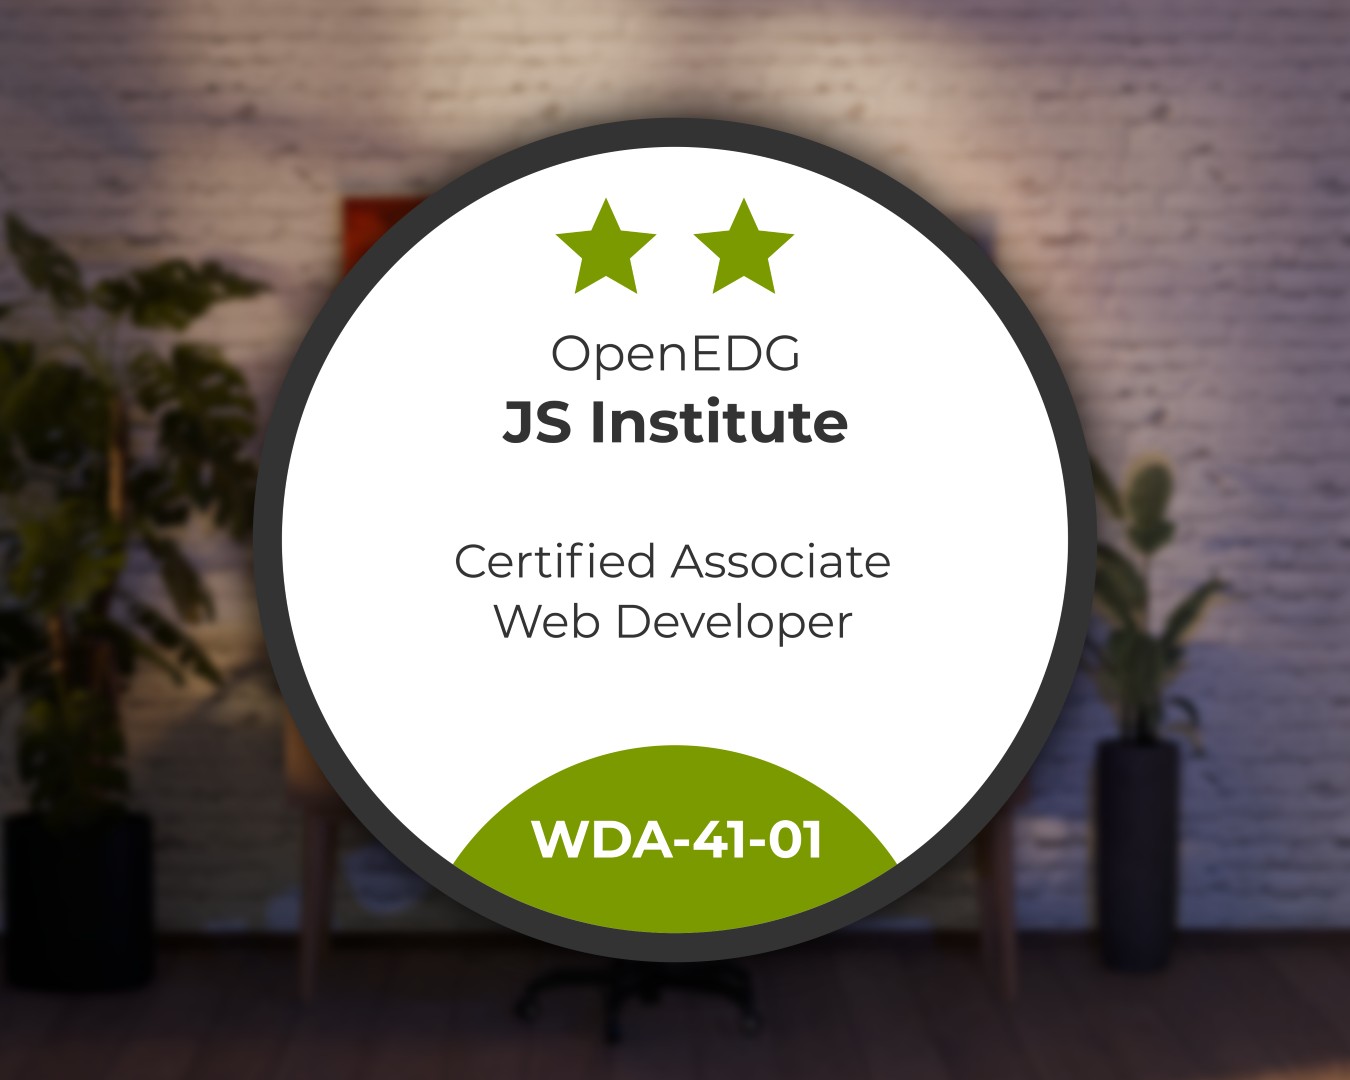 OpenEDG
JS Institute
Certified Associate
Web Developer
WDA-41-01